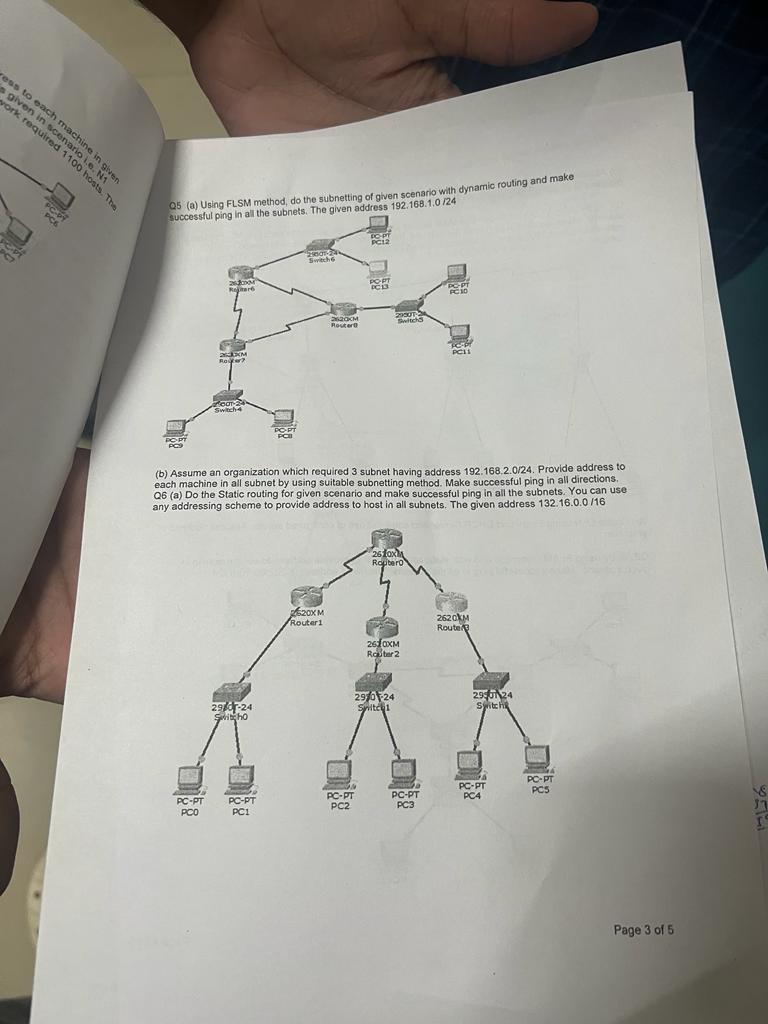 ress to each machine in given
s given in scenario i.e. N1
work required 1100 hosts. The
PC-PT
PC6
PC-PT
PC7
Q5 (a) Using FLSM method, do the subnetting of given scenario with dynamic routing and make
successful ping in all the subnets. The given address 192.168.1.0 /24
PC-PT
PC12
2950T-24
Switch6
PC-PT
PC13
2620XM
Router6
PC-PT
PC10
2620XM
Router8
2950T-24
Switch5
PC-PT
PC11
2620XM
Router7
2950T-24
Switch4
PC-PT
PC9
PC-PT
PC8
(b) Assume an organization which required 3 subnet having address 192.168.2.0/24. Provide address to
each machine in all subnet by using suitable subnetting method. Make successful ping in all directions.
Q6 (a) Do the Static routing for given scenario and make successful ping in all the subnets. You can use
any addressing scheme to provide address to host in all subnets. The given address 132.16.0.0 /16
2620XM
Router0
2620XM
Router1
2620XM
Router2
2620XM
Router3
2950T-24
Switch0
2950T-24
Switch1
2950T-24
Switch2
PC-PT
PC0
PC-PT
PC1
PC-PT
PC2
PC-PT
PC3
PC-PT
PC4
PC-PT
PC5
Page 3 of 5